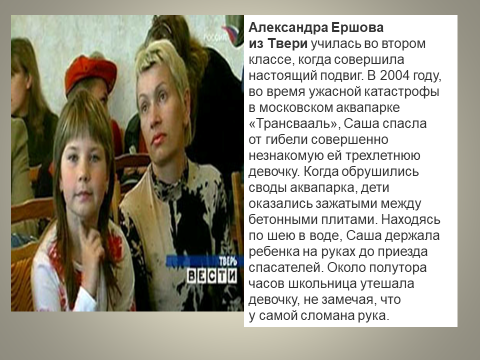 РОССИЯ
Александра Ершова
из Твери училась во втором
классе, когда совершила
настоящий подвиг. В 2004 году,
во время ужасной катастрофы
в московском аквапарке
«Трансвааль», Саша спасла
от гибели совершенно
незнакомую ей трехлетнюю
девочку. Когда обрушились
своды аквапарка, дети
оказались зажатыми между
бетонными плитами. Находясь
по шею в воде, Саша держала
ребенка на руках до приезда
спасателей. Около полутора
часов школьница утешала
девочку, не замечая, что
у самой сломана рука.
ТВЕРЬ
ВЕСТИ